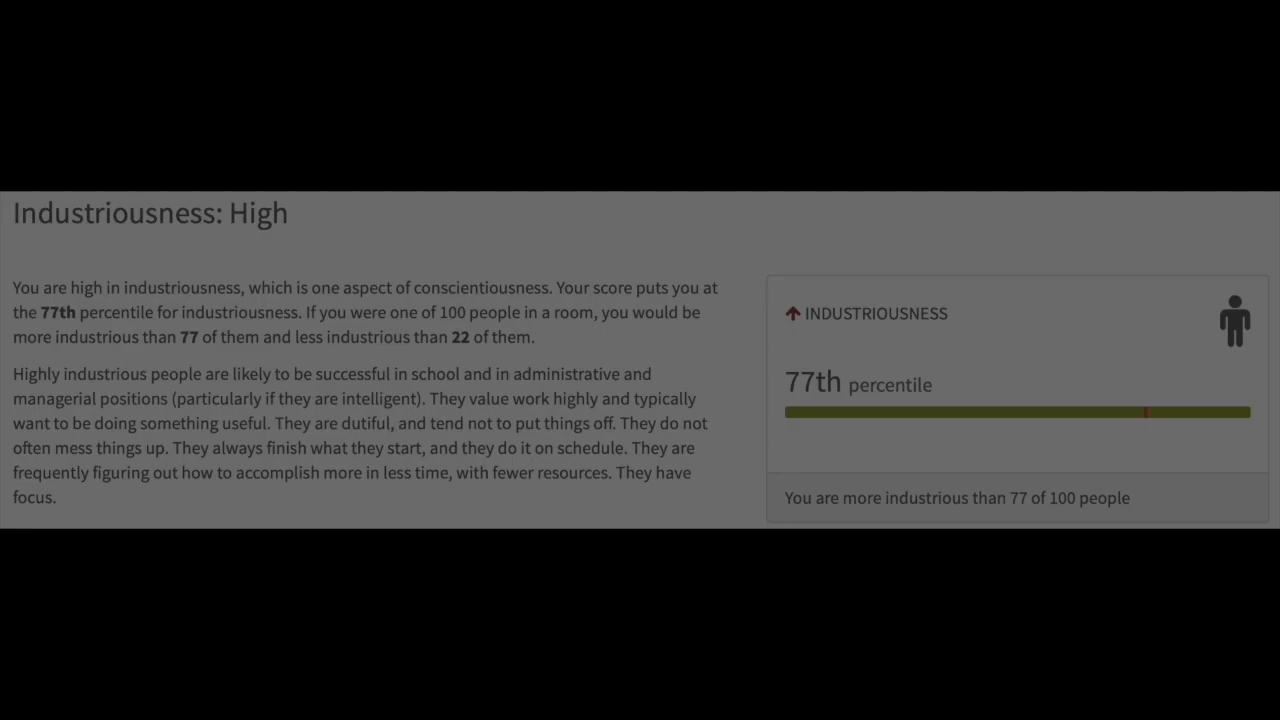 Industriousness: High
You are high in industriousness, which is one aspect of conscientiousness. Your score puts you at
the 77th percentile for industriousness. If you were one of 100 people in a room, you would be
more industrious than 77 of them and less industrious than 22 of them.
Highly industrious people are likely to be successful in school and in administrative and
managerial positions (particularly if they are intelligent). They value work highly and typically
want to be doing something useful. They are dutiful, and tend not to put things off. They do not
often mess things up. They always finish what they start, and they do it on schedule. They are
frequently figuring out how to accomplish more in less time, with fewer resources. They have
focus.
INDUSTRIOUSNESS
77th percentile
You are more industrious than 77 of 100 people